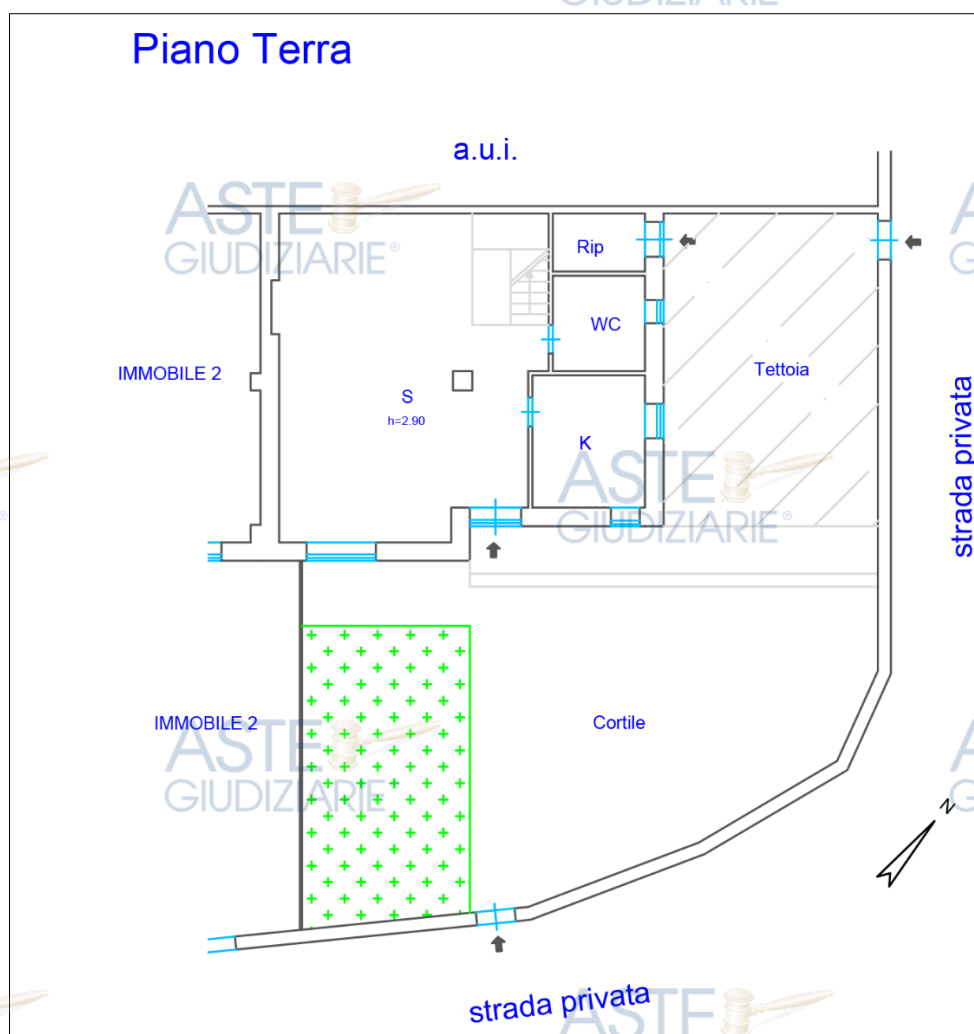 Piano Terra
a.u.i.
ASTE
GIUDIZIARIE®
Rip
WC
IMMOBILE 2
Tettoia
S
h=2.90
K
ASTE
GIUDIZIARIE®
strada privata
IMMOBILE 2
Cortile
ASTE
GIUDIZIARIE
N
strada privata
ASTE